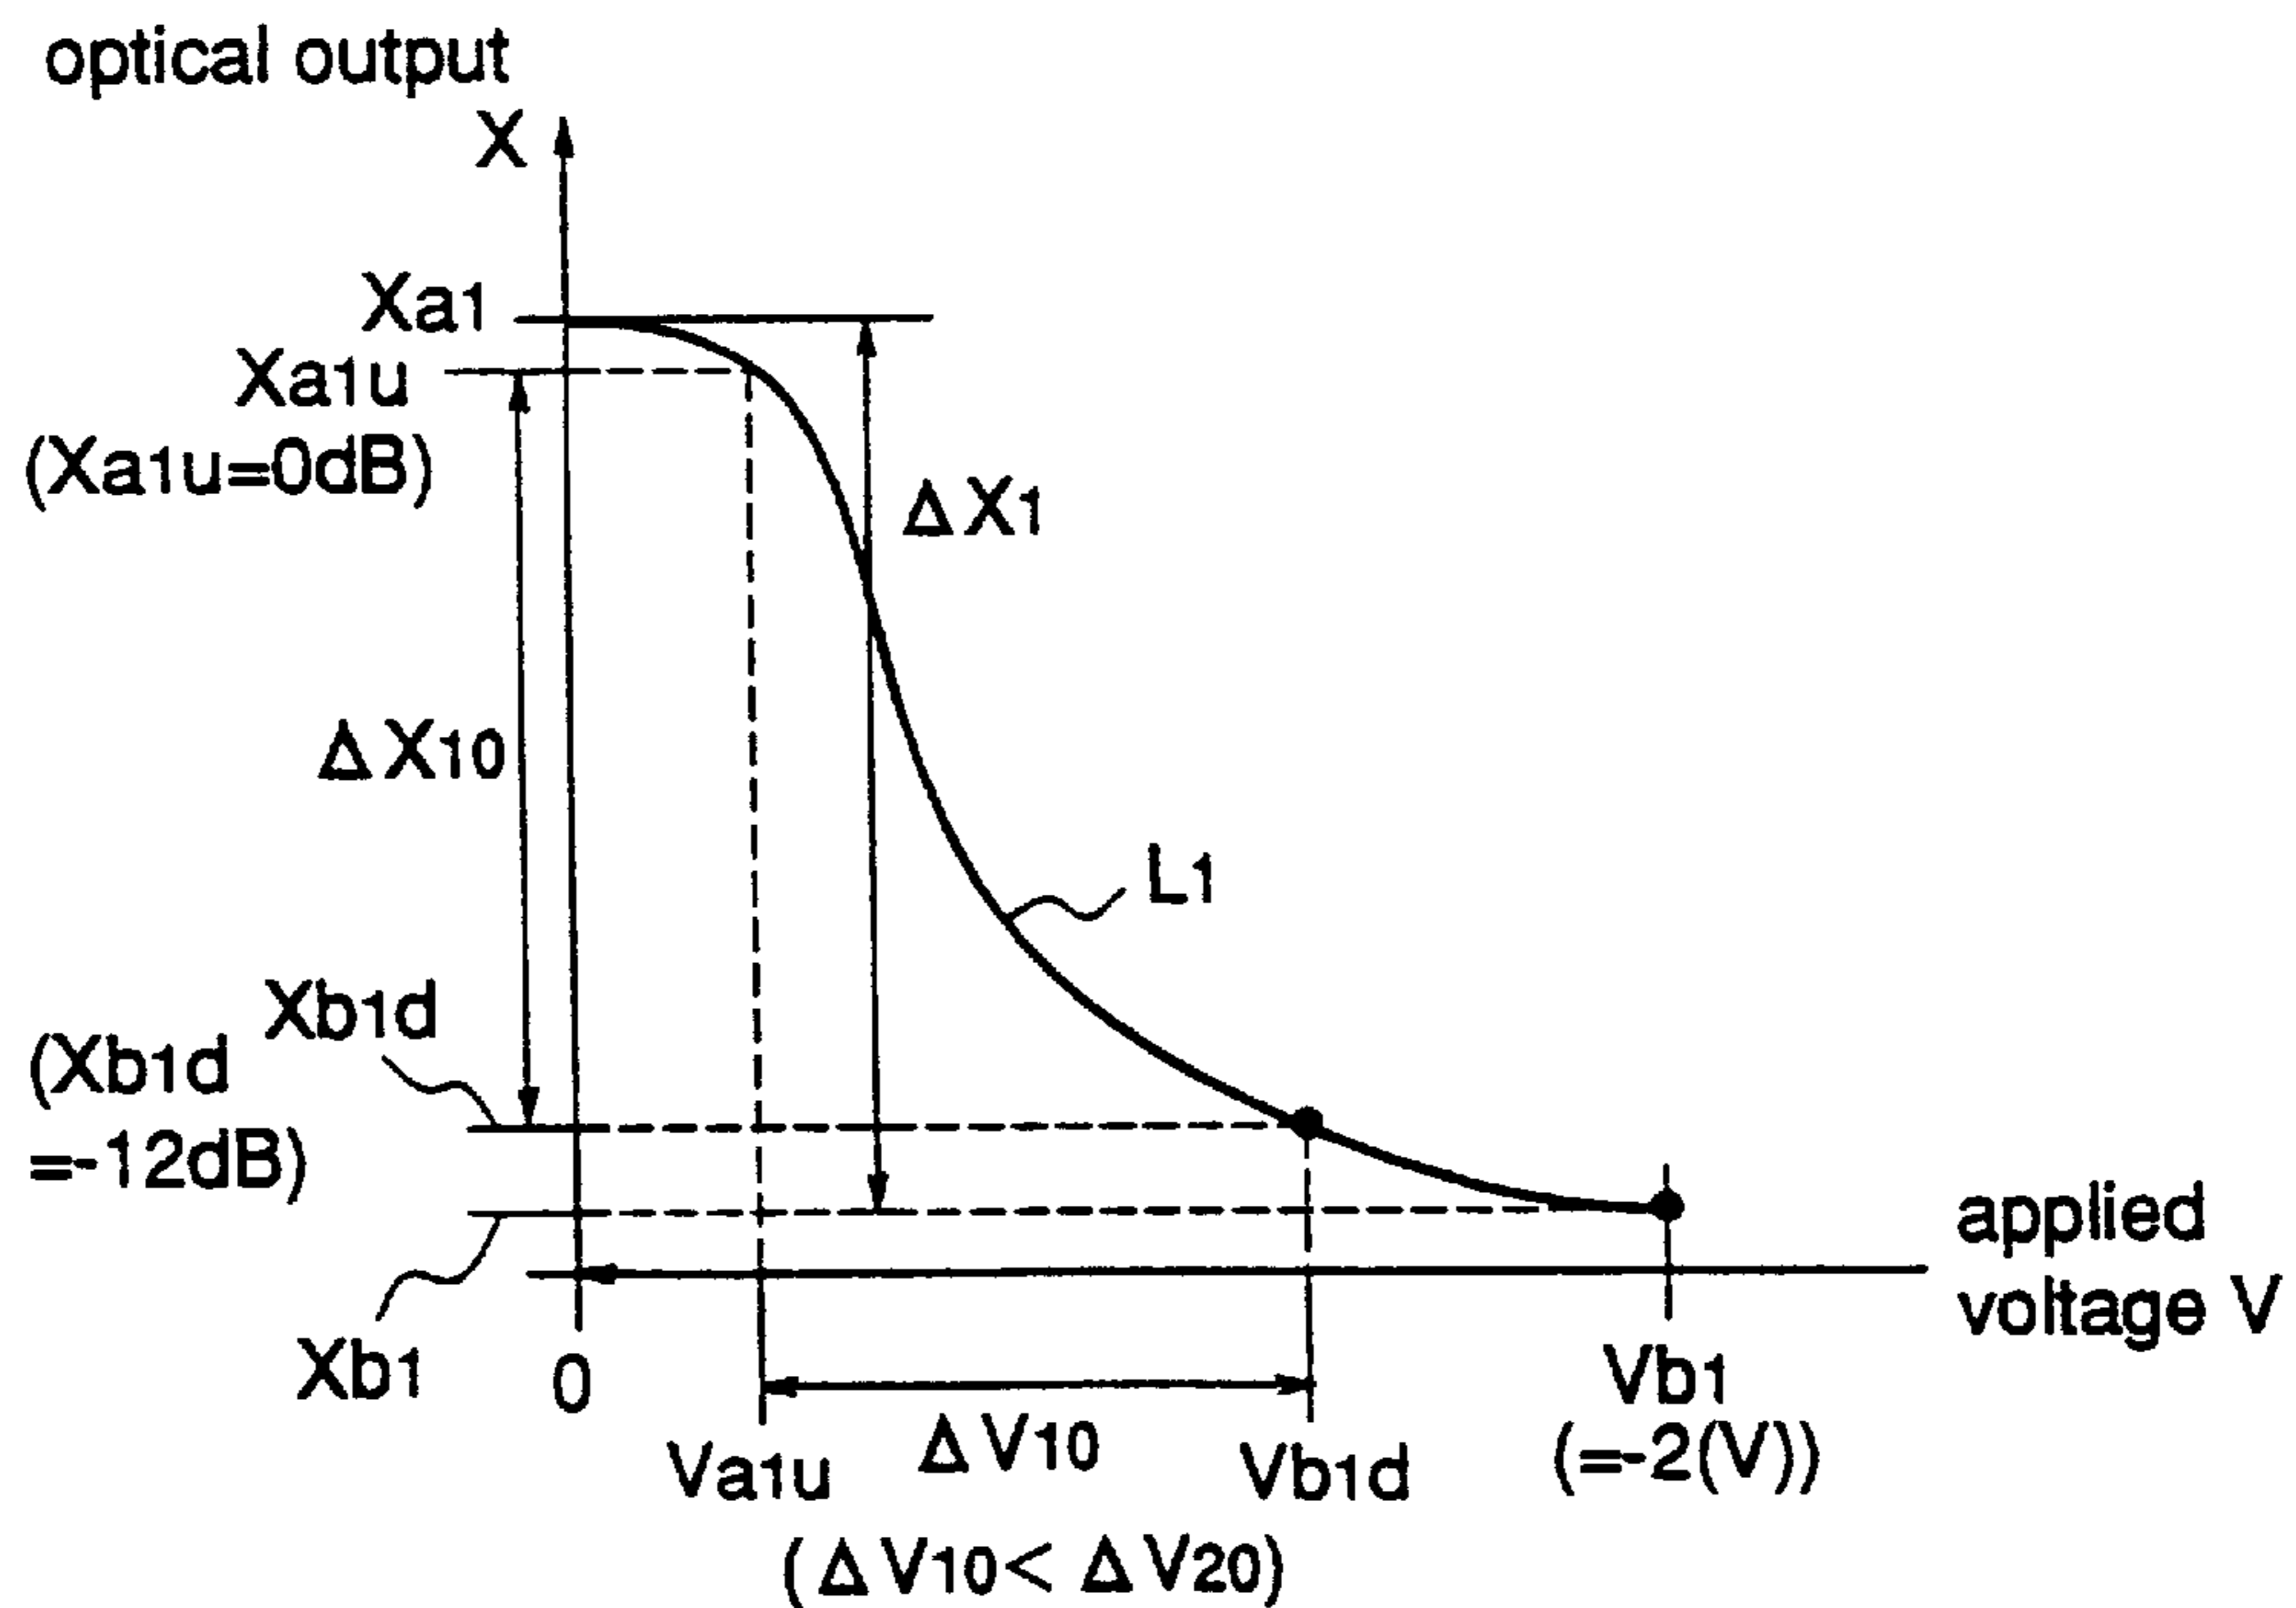 optical output
X
Xa1
Xa1u
(Xa1u=0dB)
ΔX1
ΔX10
L1
Xb1d
(Xb1d
=-12dB)
applied
voltage V
Xb1
0
Vb1
(=-2(V))
ΔV10
Va1u
Vb1d
(ΔV10< ΔV20)